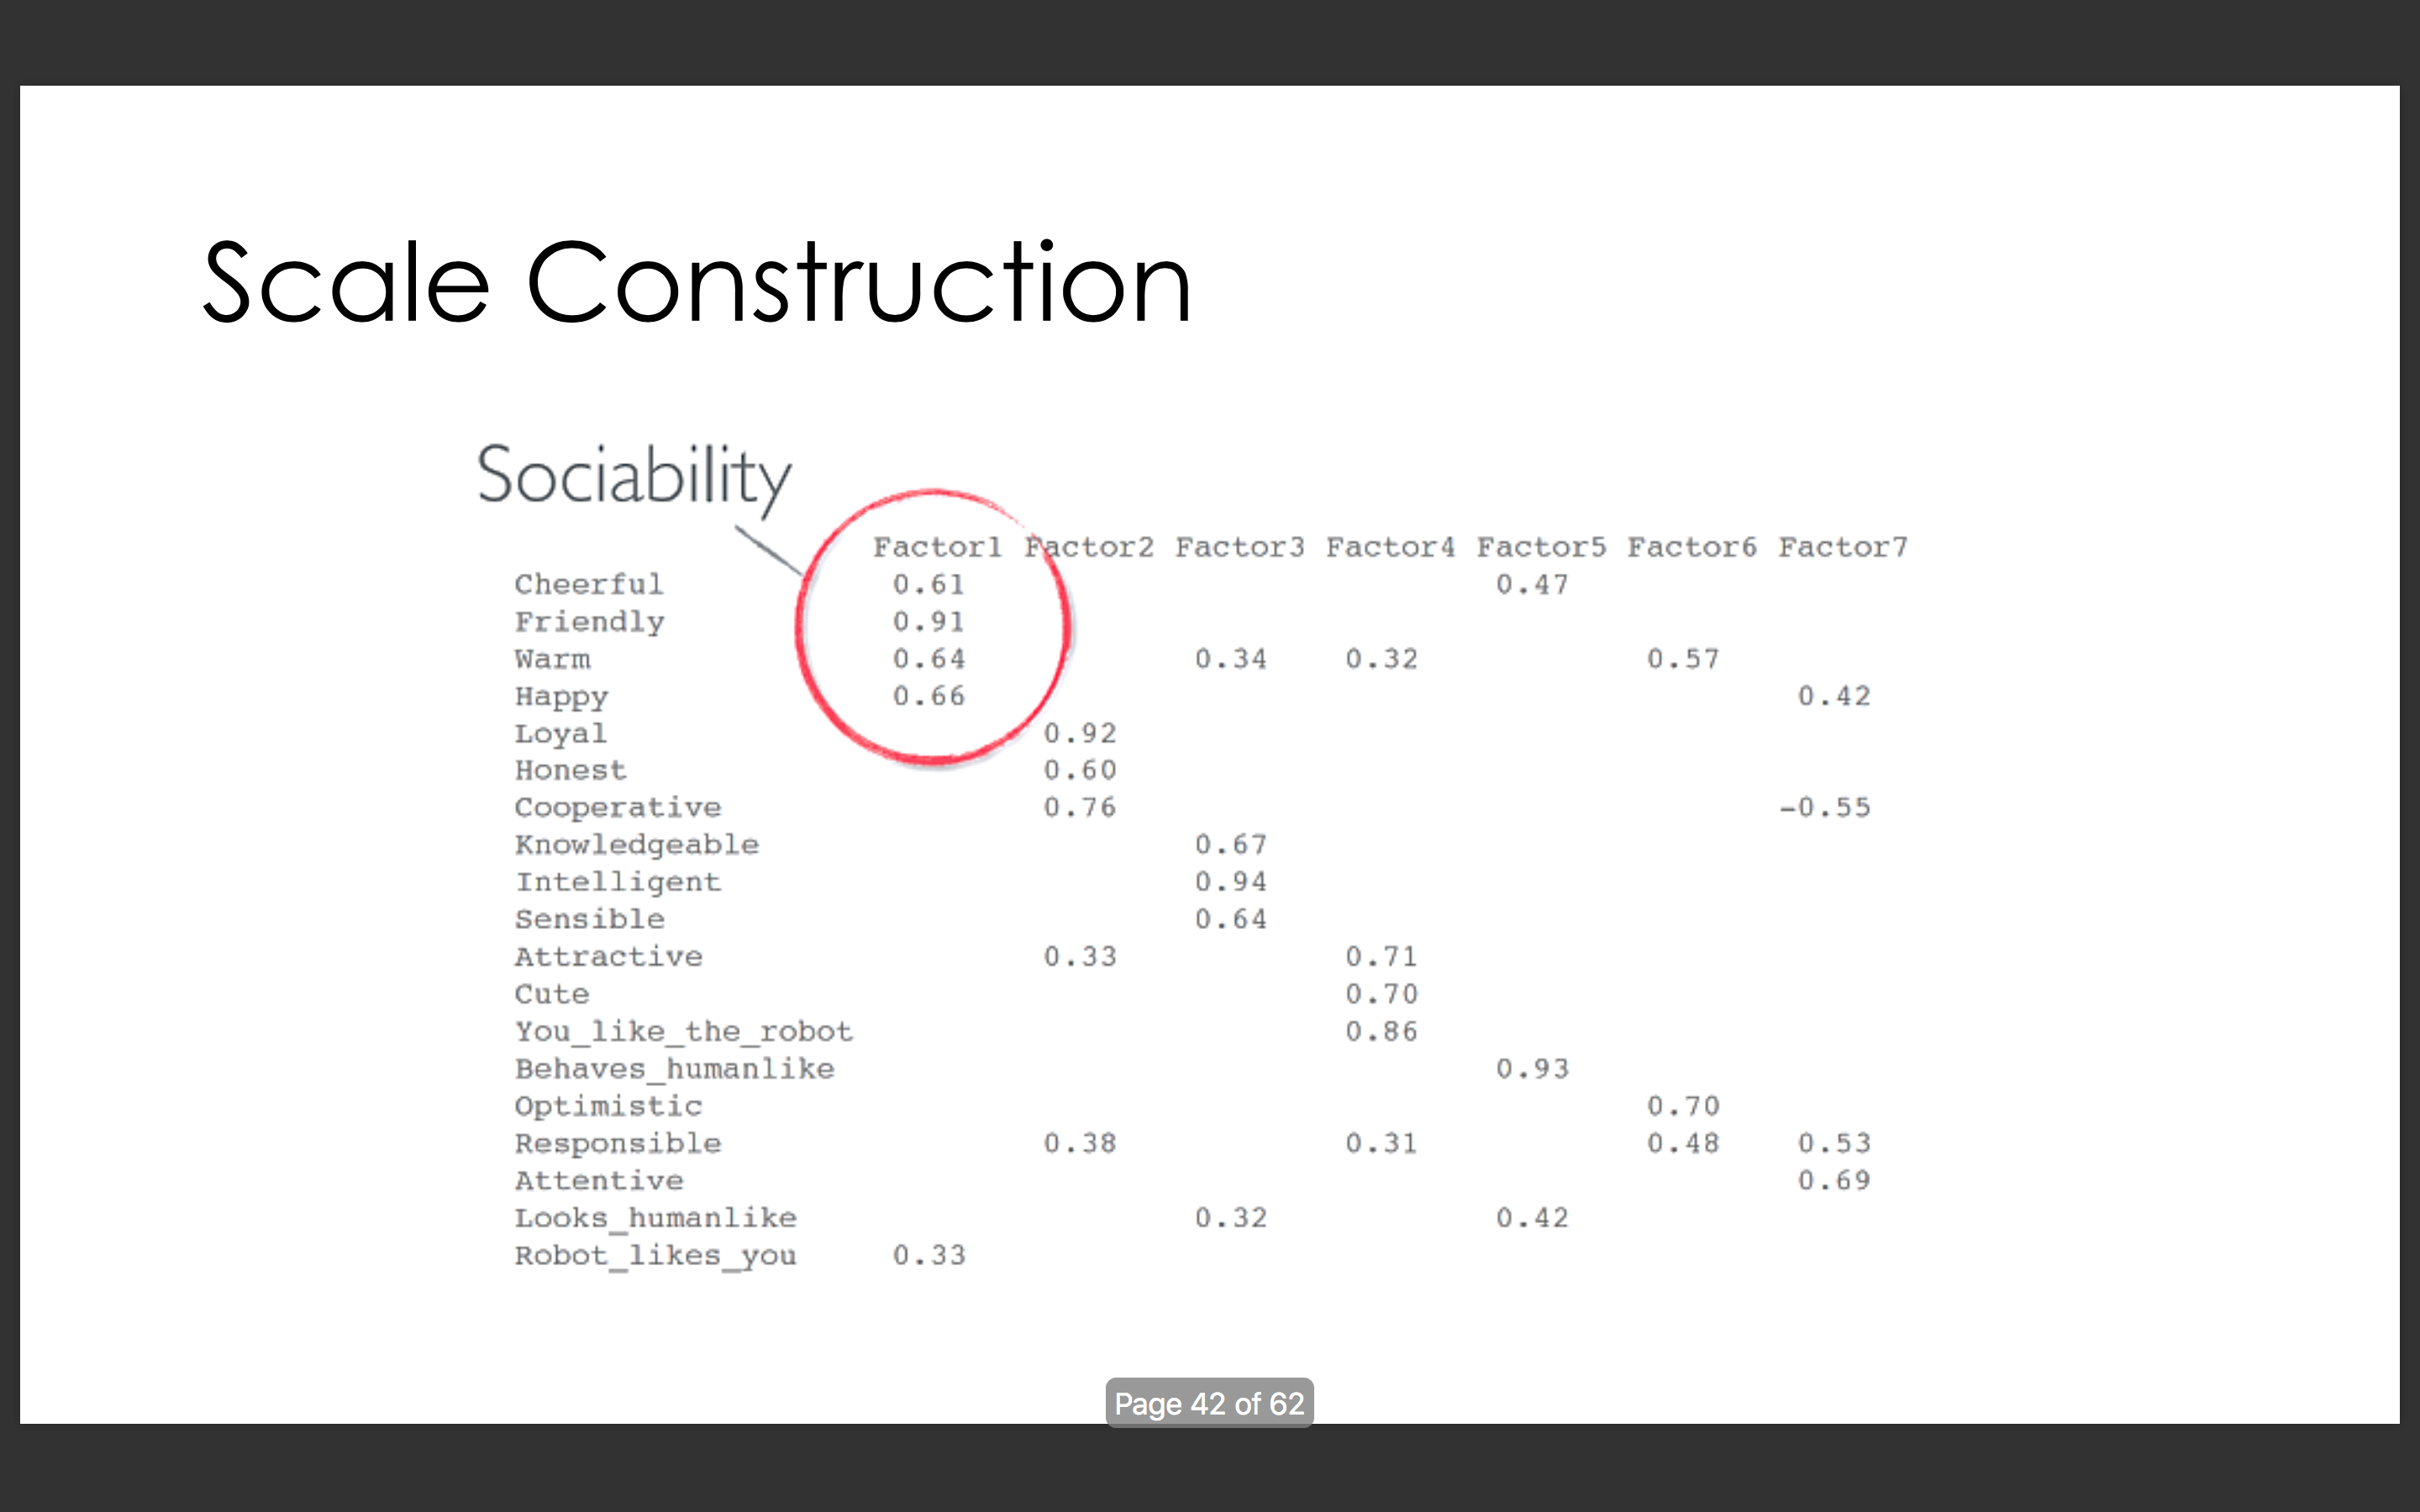 Scale Construction
Sociability
Factor1 Factor2 Factor3 Factor4 Factor5 Factor6 Factor7
Cheerful 0.61 0.47
Friendly 0.91
Warm 0.64 0.34 0.32 0.57
Happy 0.66 0.42
Loyal 0.92
Honest 0.60
Cooperative 0.76 -0.55
Knowledgeable 0.67
Intelligent 0.94
Sensible 0.64
Attractive 0.33 0.71
Cute 0.70
You_like_the_robot 0.86
Behaves_humanlike 0.93
Optimistic 0.70
Responsible 0.38 0.31 0.48 0.53
Attentive 0.69
Looks_humanlike 0.32 0.42
Robot_likes_you 0.33
Page 42 of 62